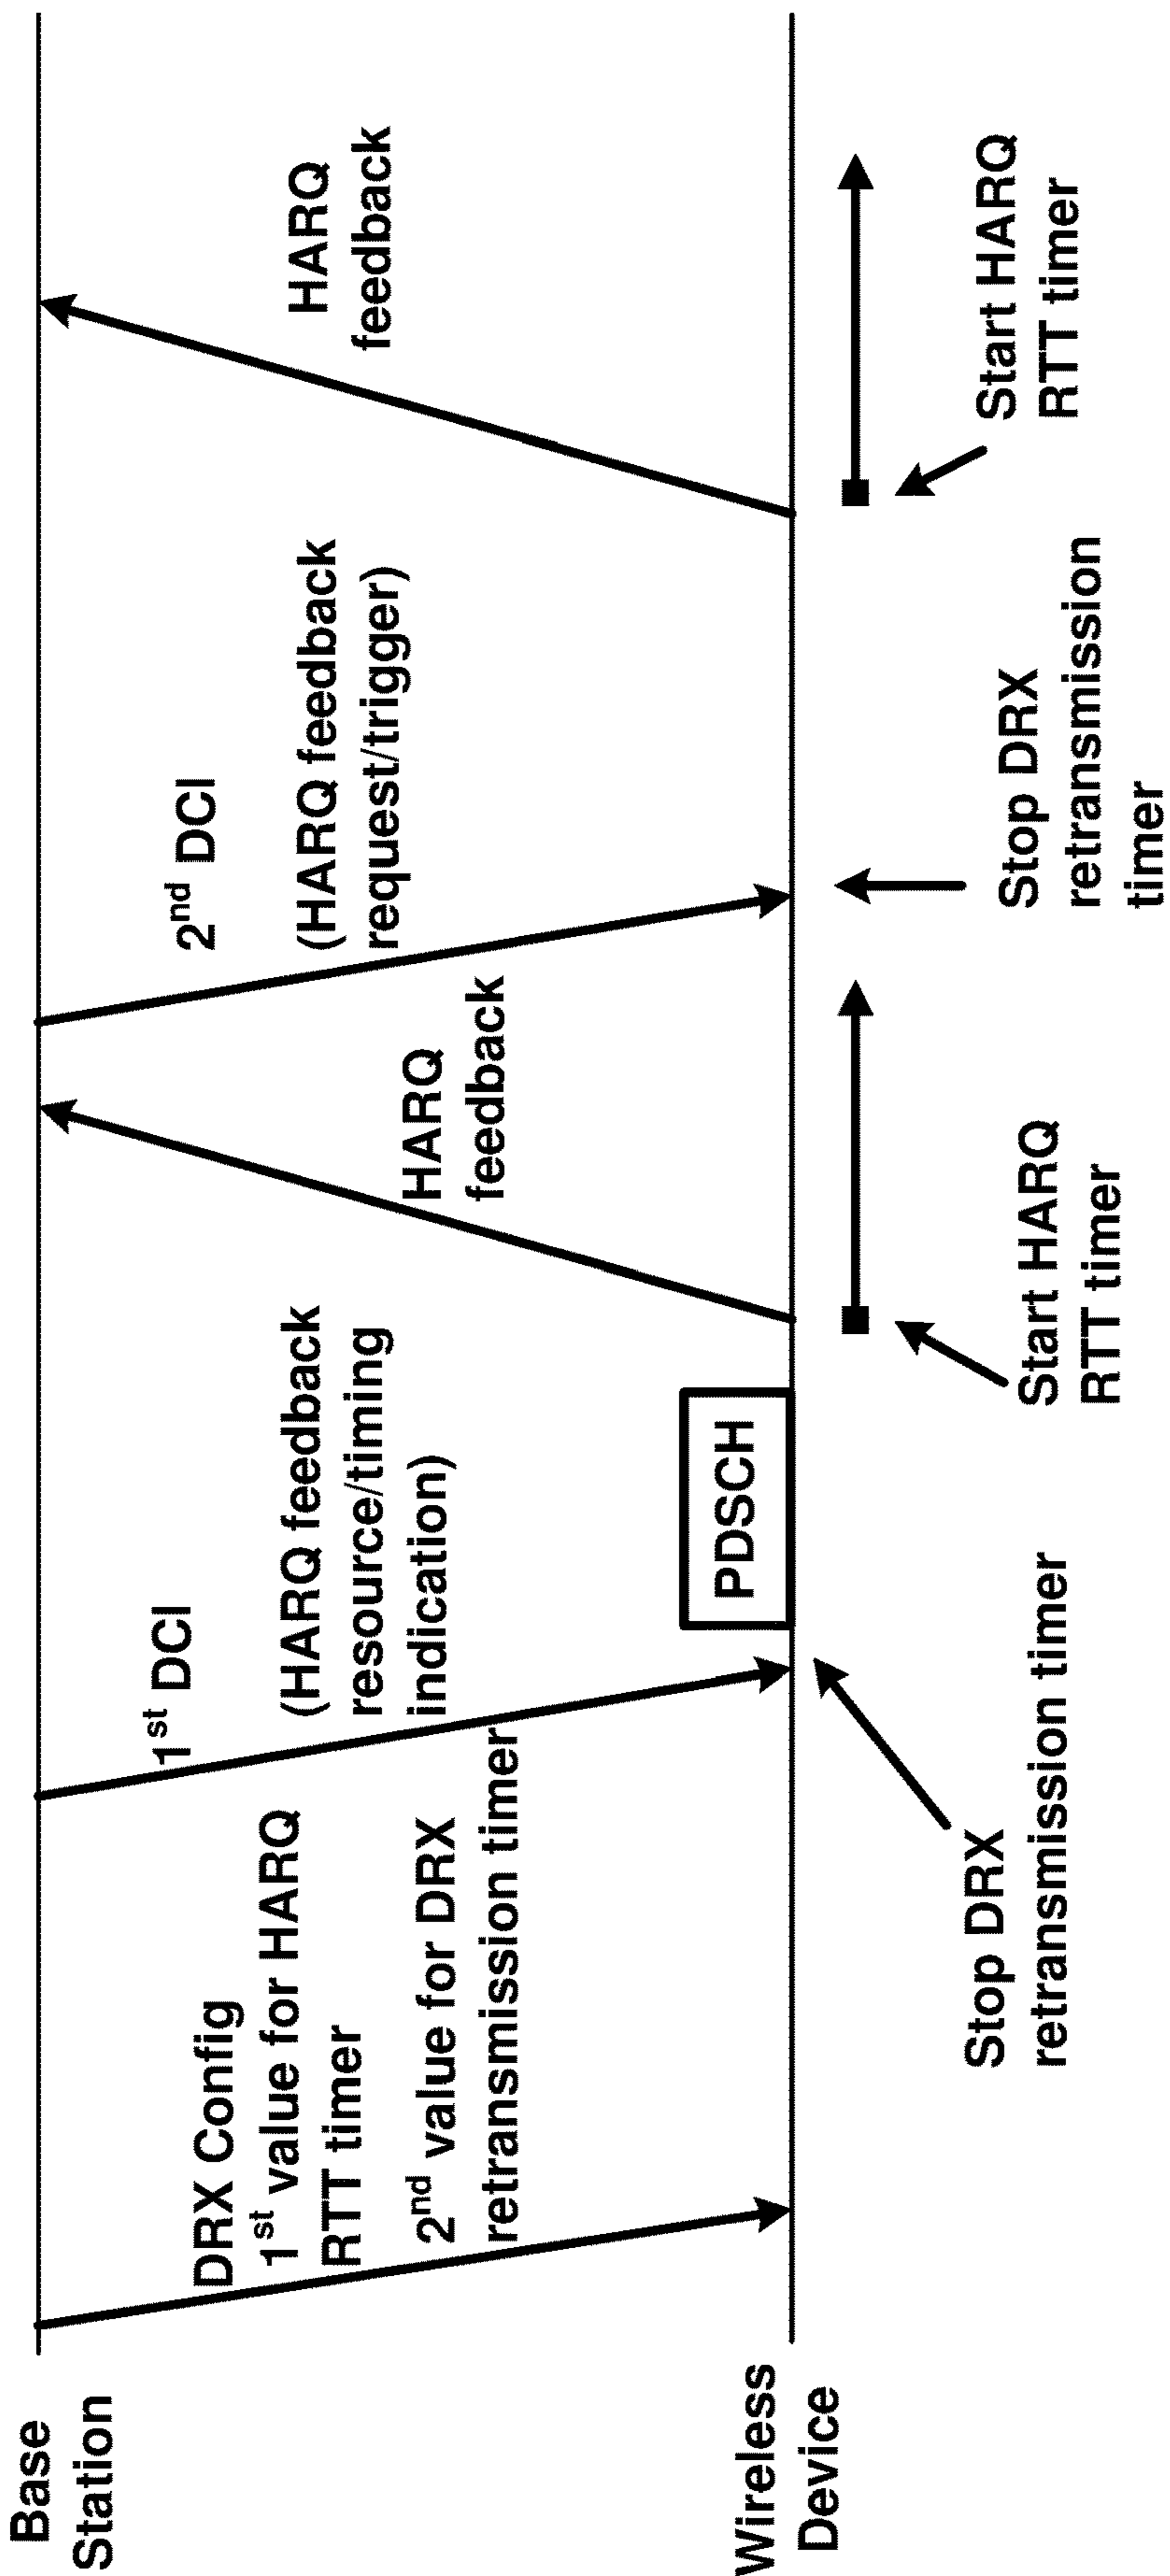 Base
Station
DRX Config
1st value for HARQ
RTT timer
2nd value for DRX
retransmission timer
1st DCI
(HARQ feedback
resource/timing
indication)
HARQ
feedback
2nd DCI
(HARQ feedback
request/trigger)
HARQ
feedback
Wireless
Device
PDSCH
Stop DRX
retransmission timer
Start HARQ
RTT timer
Stop DRX
retransmission
timer
Start HARQ
RTT timer